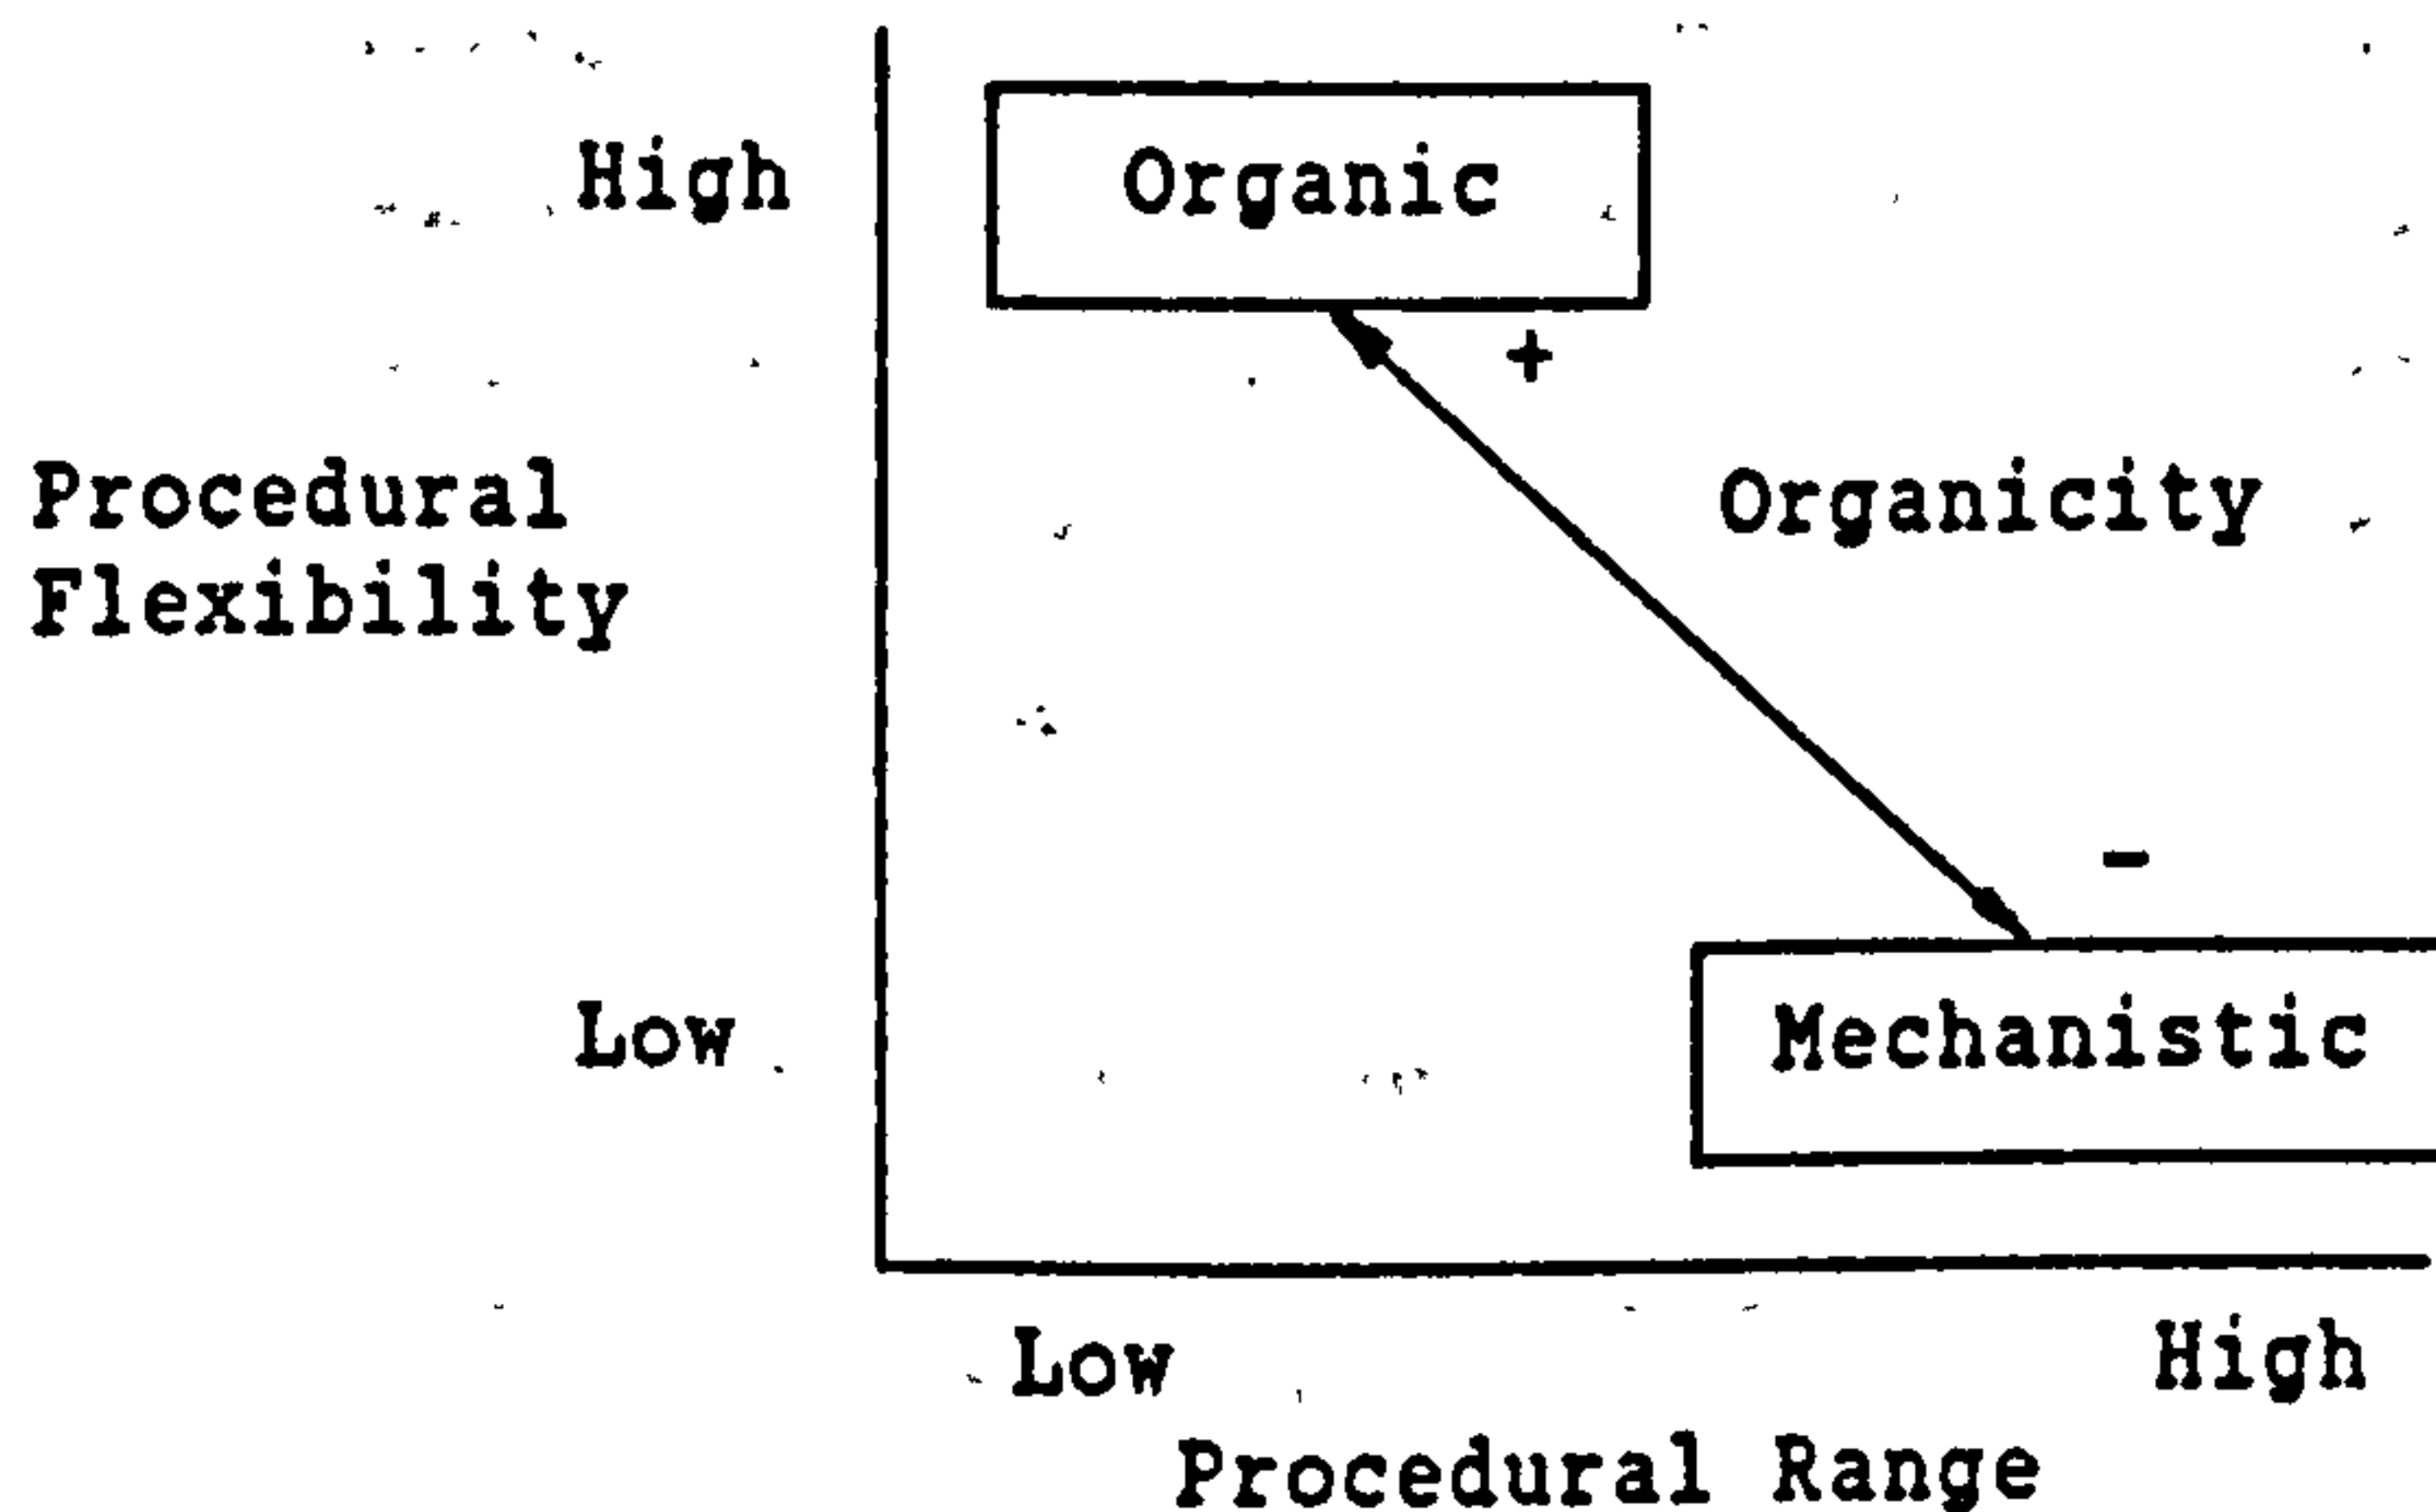 High
Organic
+
Procedural
Flexibility
Organicity
-
Low
Mechanistic
Low
High
Procedural Range